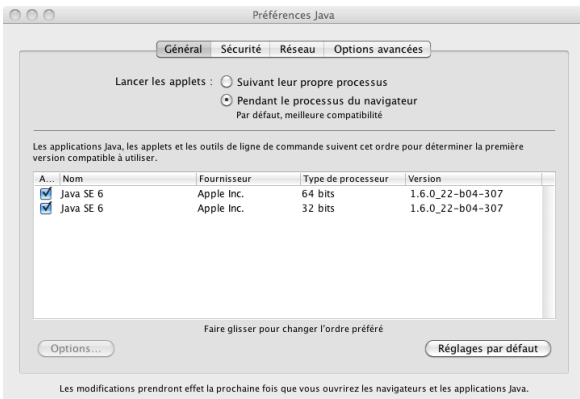 Préférences Java
Général Sécurité Réseau Options avancées
Lancer les applets : Suivant leur propre processus
Pendant le processus du navigateur
Par défaut, meilleure compatibilité
Les applications Java, les applets et les outils de ligne de commande suivent cet ordre pour déterminer la première
version compatible à utiliser.
A... Nom Fournisseur Type de processeur Version
Java SE 6 Apple Inc. 64 bits 1.6.0_22-b04-307
Java SE 6 Apple Inc. 32 bits 1.6.0_22-b04-307
Faire glisser pour changer l'ordre préféré
Options... Réglages par défaut
Les modifications prendront effet la prochaine fois que vous ouvrirez les navigateurs et les applications Java.